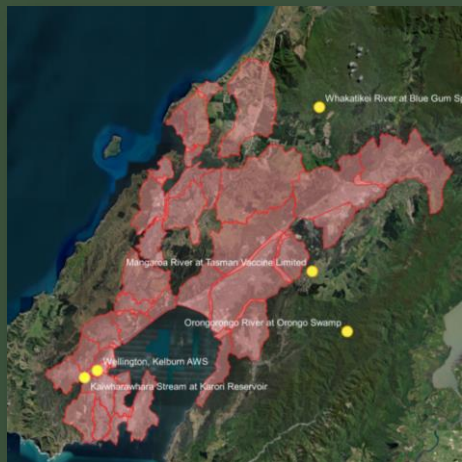 Whakatikei River at Blue Gum Sp
Mangaroa River at Tasman Vaccine Limited
Orongorongo River at Orongo Swamp
Wellington, Kelburn AWS
Kaiwharawhara Stream at Karori Reservoir